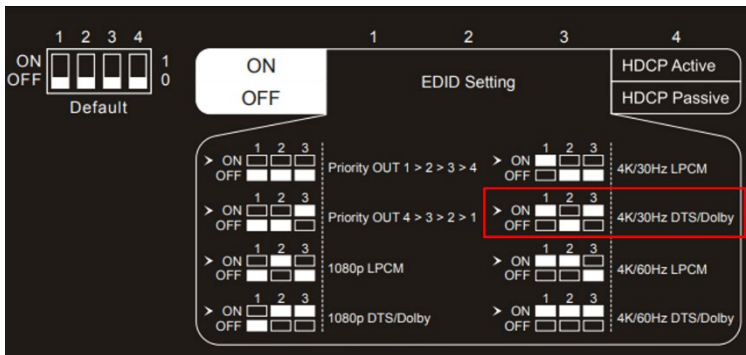 1 2 3 4
ON 1
OFF 0
Default
1 2 3 4
ON EDID Setting HDCP Active
OFF HDCP Passive
1 2 3
> ON
OFF
Priority OUT 1 > 2 > 3 > 4
1 2 3
> ON
OFF
4K/30Hz LPCM
1 2 3
> ON
OFF
Priority OUT 4 > 3 > 2 > 1
1 2 3
> ON
OFF
4K/30Hz DTS/Dolby
1 2 3
> ON
OFF
1080p LPCM
1 2 3
> ON
OFF
4K/60Hz LPCM
1 2 3
> ON
OFF
1080p DTS/Dolby
1 2 3
> ON
OFF
4K/60Hz DTS/Dolby